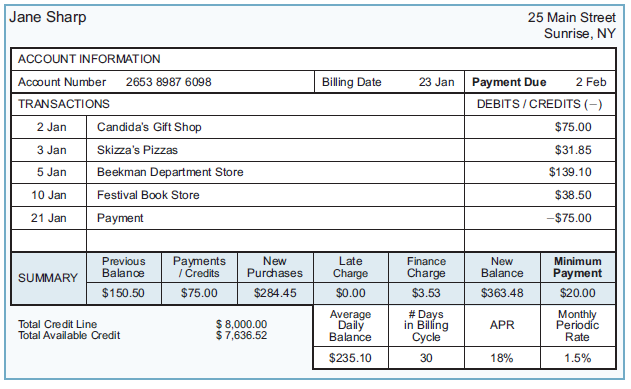 Jane Sharp 25 Main Street
Sunrise, NY
ACCOUNT INFORMATION
Account Number 2653 8987 6098 Billing Date 23 Jan Payment Due 2 Feb
TRANSACTIONS DEBITS / CREDITS (−)
2 Jan Candida's Gift Shop $75.00
3 Jan Skizza's Pizzas $31.85
5 Jan Beekman Department Store $139.10
10 Jan Festival Book Store $38.50
21 Jan Payment −$75.00
SUMMARY
Previous Balance Payments / Credits New Purchases Late Charge Finance Charge New Balance Minimum Payment
$150.50 $75.00 $284.45 $0.00 $3.53 $363.48 $20.00
Total Credit Line $ 8,000.00
Total Available Credit $ 7,636.52
Average Daily Balance # Days in Billing Cycle APR Monthly Periodic Rate
$235.10 30 18% 1.5%